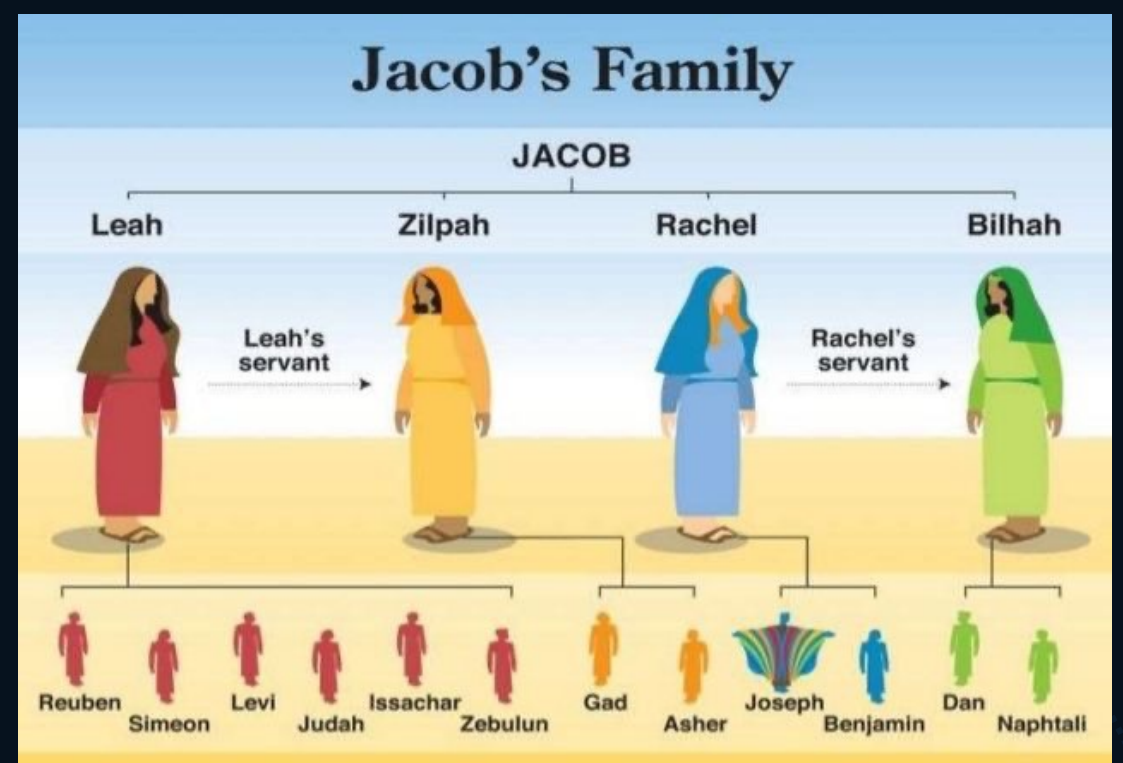 Jacob's Family
JACOB
Leah
Zilpah
Rachel
Bilhah
Leah's
servant
Rachel's
servant
Reuben
Simeon
Levi
Judah
Issachar
Zebulun
Gad
Asher
Joseph
Benjamin
Dan
Naphtali